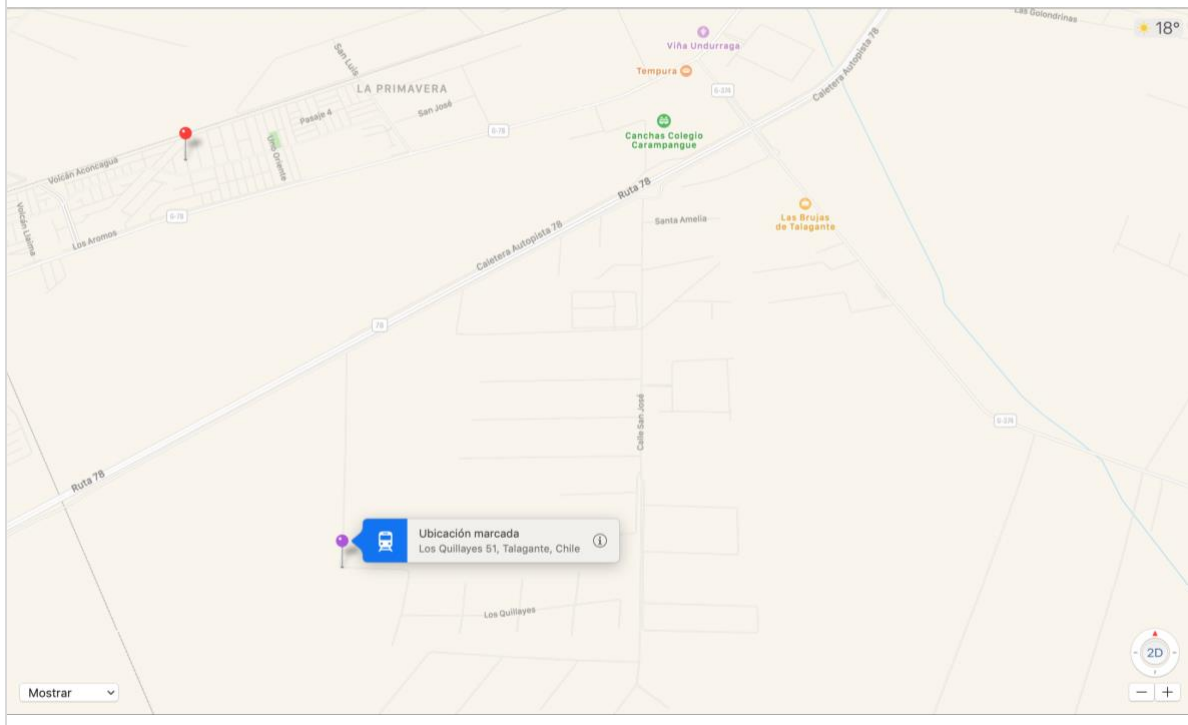 Las Golondrinas
18°
Viña Undurraga
San Luis
Caletera Autopista 78
Tempura
LA PRIMAVERA
G-374
San José
Pasaje 4
Canchas Colegio
Carampangue
G-78
Uno Oriente
Volcán Aconcagua
Ruta 78
Volcán Llaima
G-78
Santa Amelia
Las Brujas
de Talagante
Los Aromos
Caletera Autopista 78
78
Calle San José
G-374
Ruta 78
Ubicación marcada
Los Quillayes 51, Talagante, Chile
Los Quillayes
2D
Mostrar
− +